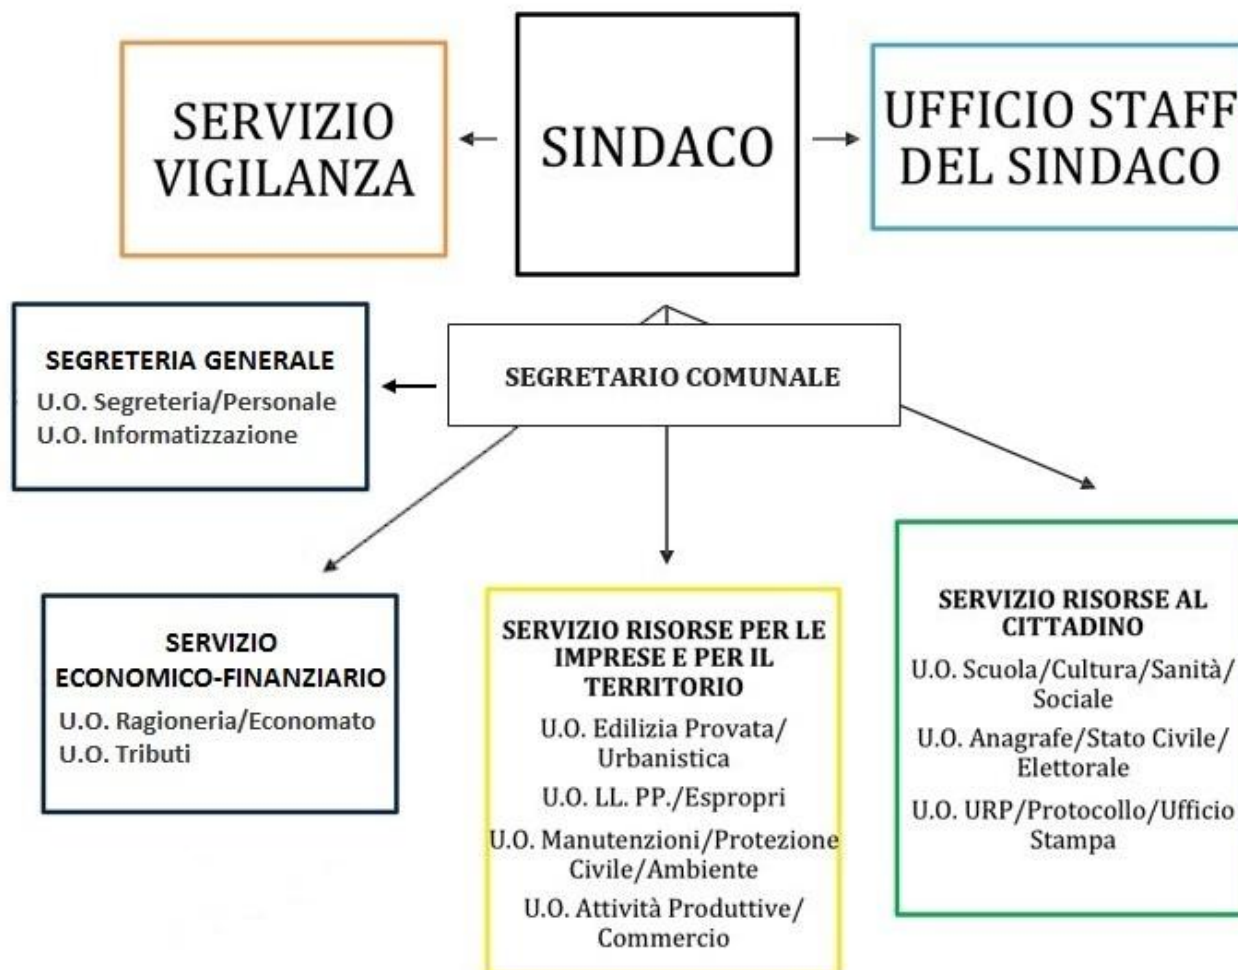 SERVIZIO
VIGILANZA
SINDACO
UFFICIO STAFF
DEL SINDACO
SEGRETERIA GENERALE
U.O. Segreteria/Personale
U.O. Informatizzazione
SEGRETARIO COMUNALE
SERVIZIO
ECONOMICO-FINANZIARIO
U.O. Ragioneria/Economato
U.O. Tributi
SERVIZIO RISORSE PER LE
IMPRESE E PER IL
TERRITORIO
U.O. Edilizia Provata/
Urbanistica
U.O. LL. PP./Espropri
U.O. Manutenzioni/Protezione
Civile/Ambiente
U.O. Attività Produttive/
Commercio
SERVIZIO RISORSE AL
CITTADINO
U.O. Scuola/Cultura/Sanità/
Sociale
U.O. Anagrafe/Stato Civile/
Elettorale
U.O. URP/Protocollo/Ufficio
Stampa